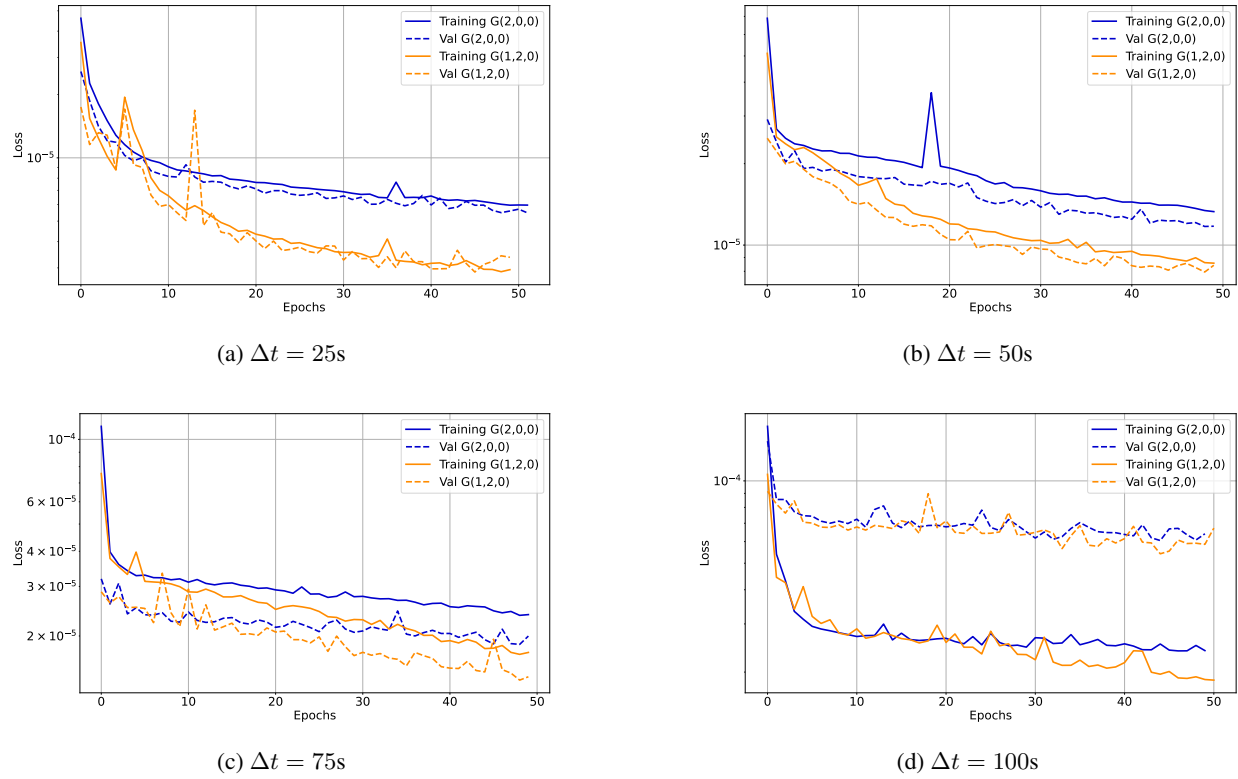 Training G(2,0,0)
Val G(2,0,0)
Training G(1,2,0)
Val G(1,2,0)
Loss
10⁻⁵
0 10 20 30 40 50
Epochs
(a) Δt = 25s
Training G(2,0,0)
Val G(2,0,0)
Training G(1,2,0)
Val G(1,2,0)
Loss
10⁻⁵
0 10 20 30 40 50
Epochs
(b) Δt = 50s
Training G(2,0,0)
Val G(2,0,0)
Training G(1,2,0)
Val G(1,2,0)
10⁻⁴
6 × 10⁻⁵
Loss
4 × 10⁻⁵
3 × 10⁻⁵
2 × 10⁻⁵
0 10 20 30 40 50
Epochs
(c) Δt = 75s
Training G(2,0,0)
Val G(2,0,0)
Training G(1,2,0)
Val G(1,2,0)
10⁻⁴
Loss
0 10 20 30 40 50
Epochs
(d) Δt = 100s